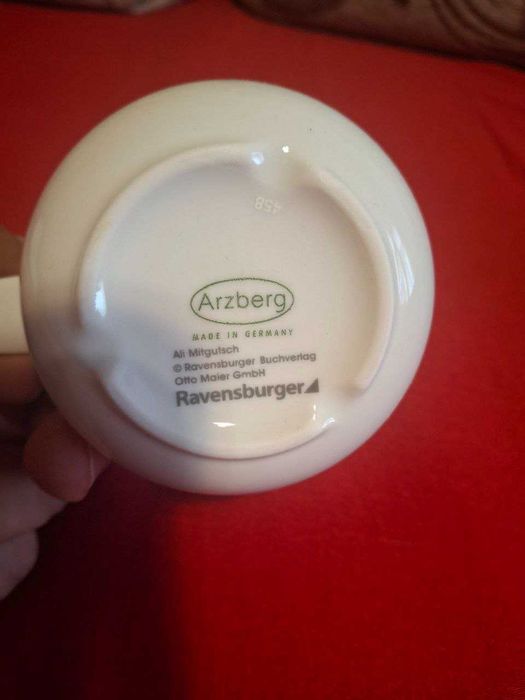 458
Arzberg
MADE IN GERMANY
Ali Mitgutsch
© Ravensburger Buchverlag
Otto Maier GmbH
Ravensburger